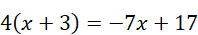 4(x + 3) = −7x + 17